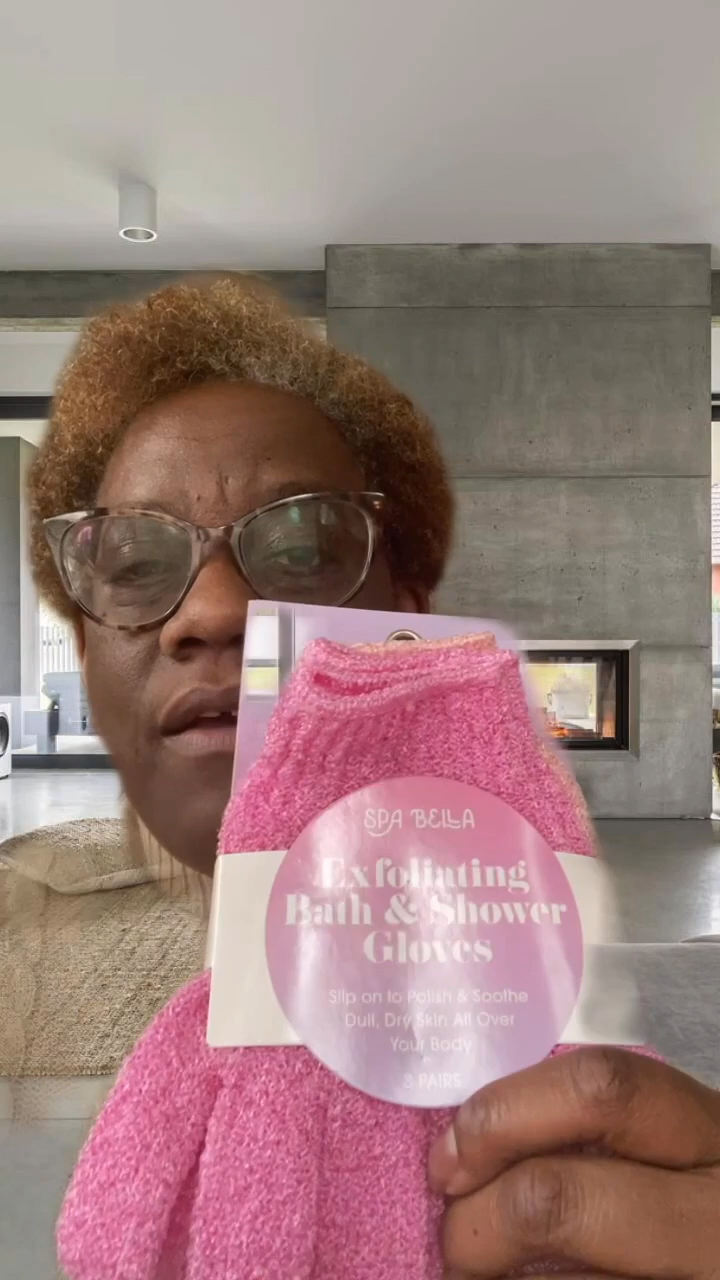 SPA BELLA
Exfoliating
Bath & Shower
Gloves
Slip on to Polish & Soothe
Dull, Dry Skin All Over
Your Body
3 PAIRS